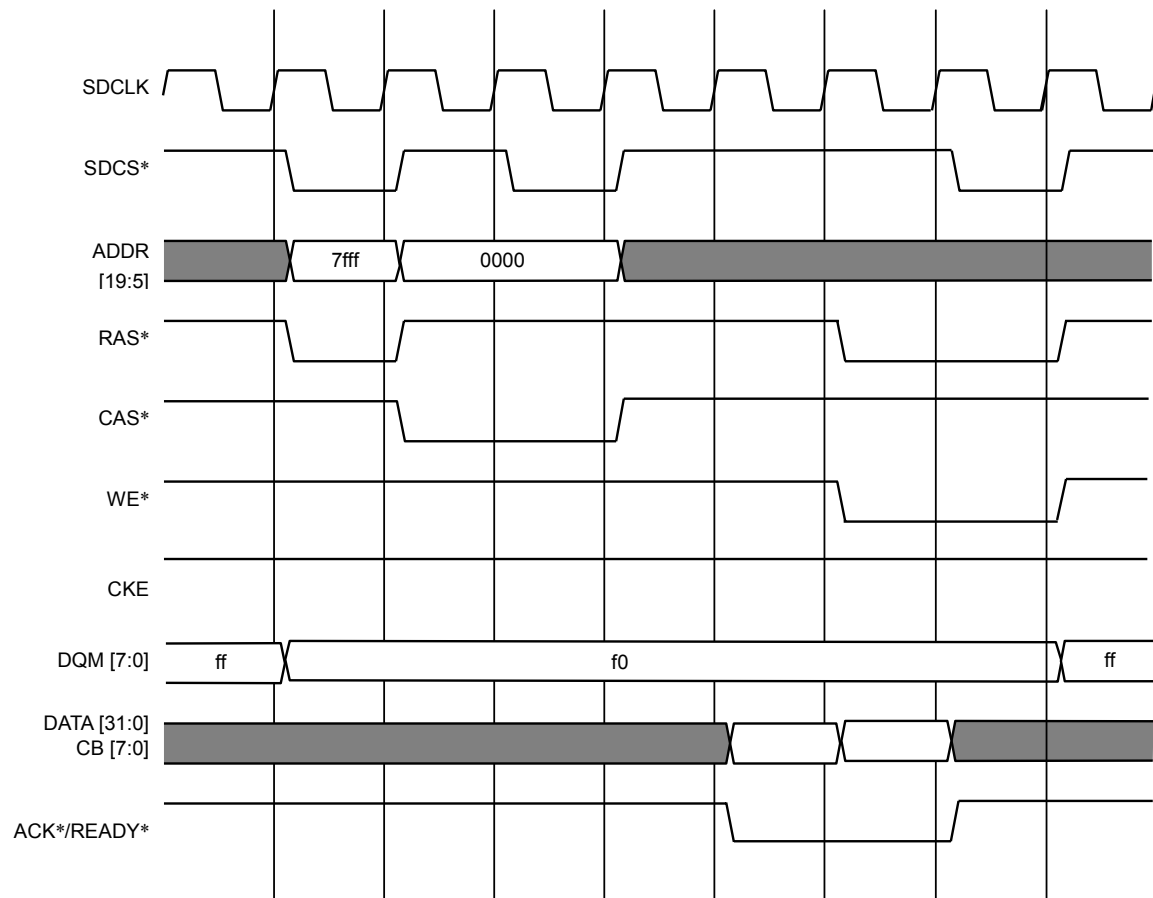 SDCLK
SDCS*
ADDR
[19:5]
7fff 0000
RAS*
CAS*
WE*
CKE
DQM [7:0] ff f0 ff
DATA [31:0]
CB [7:0]
ACK*/READY*